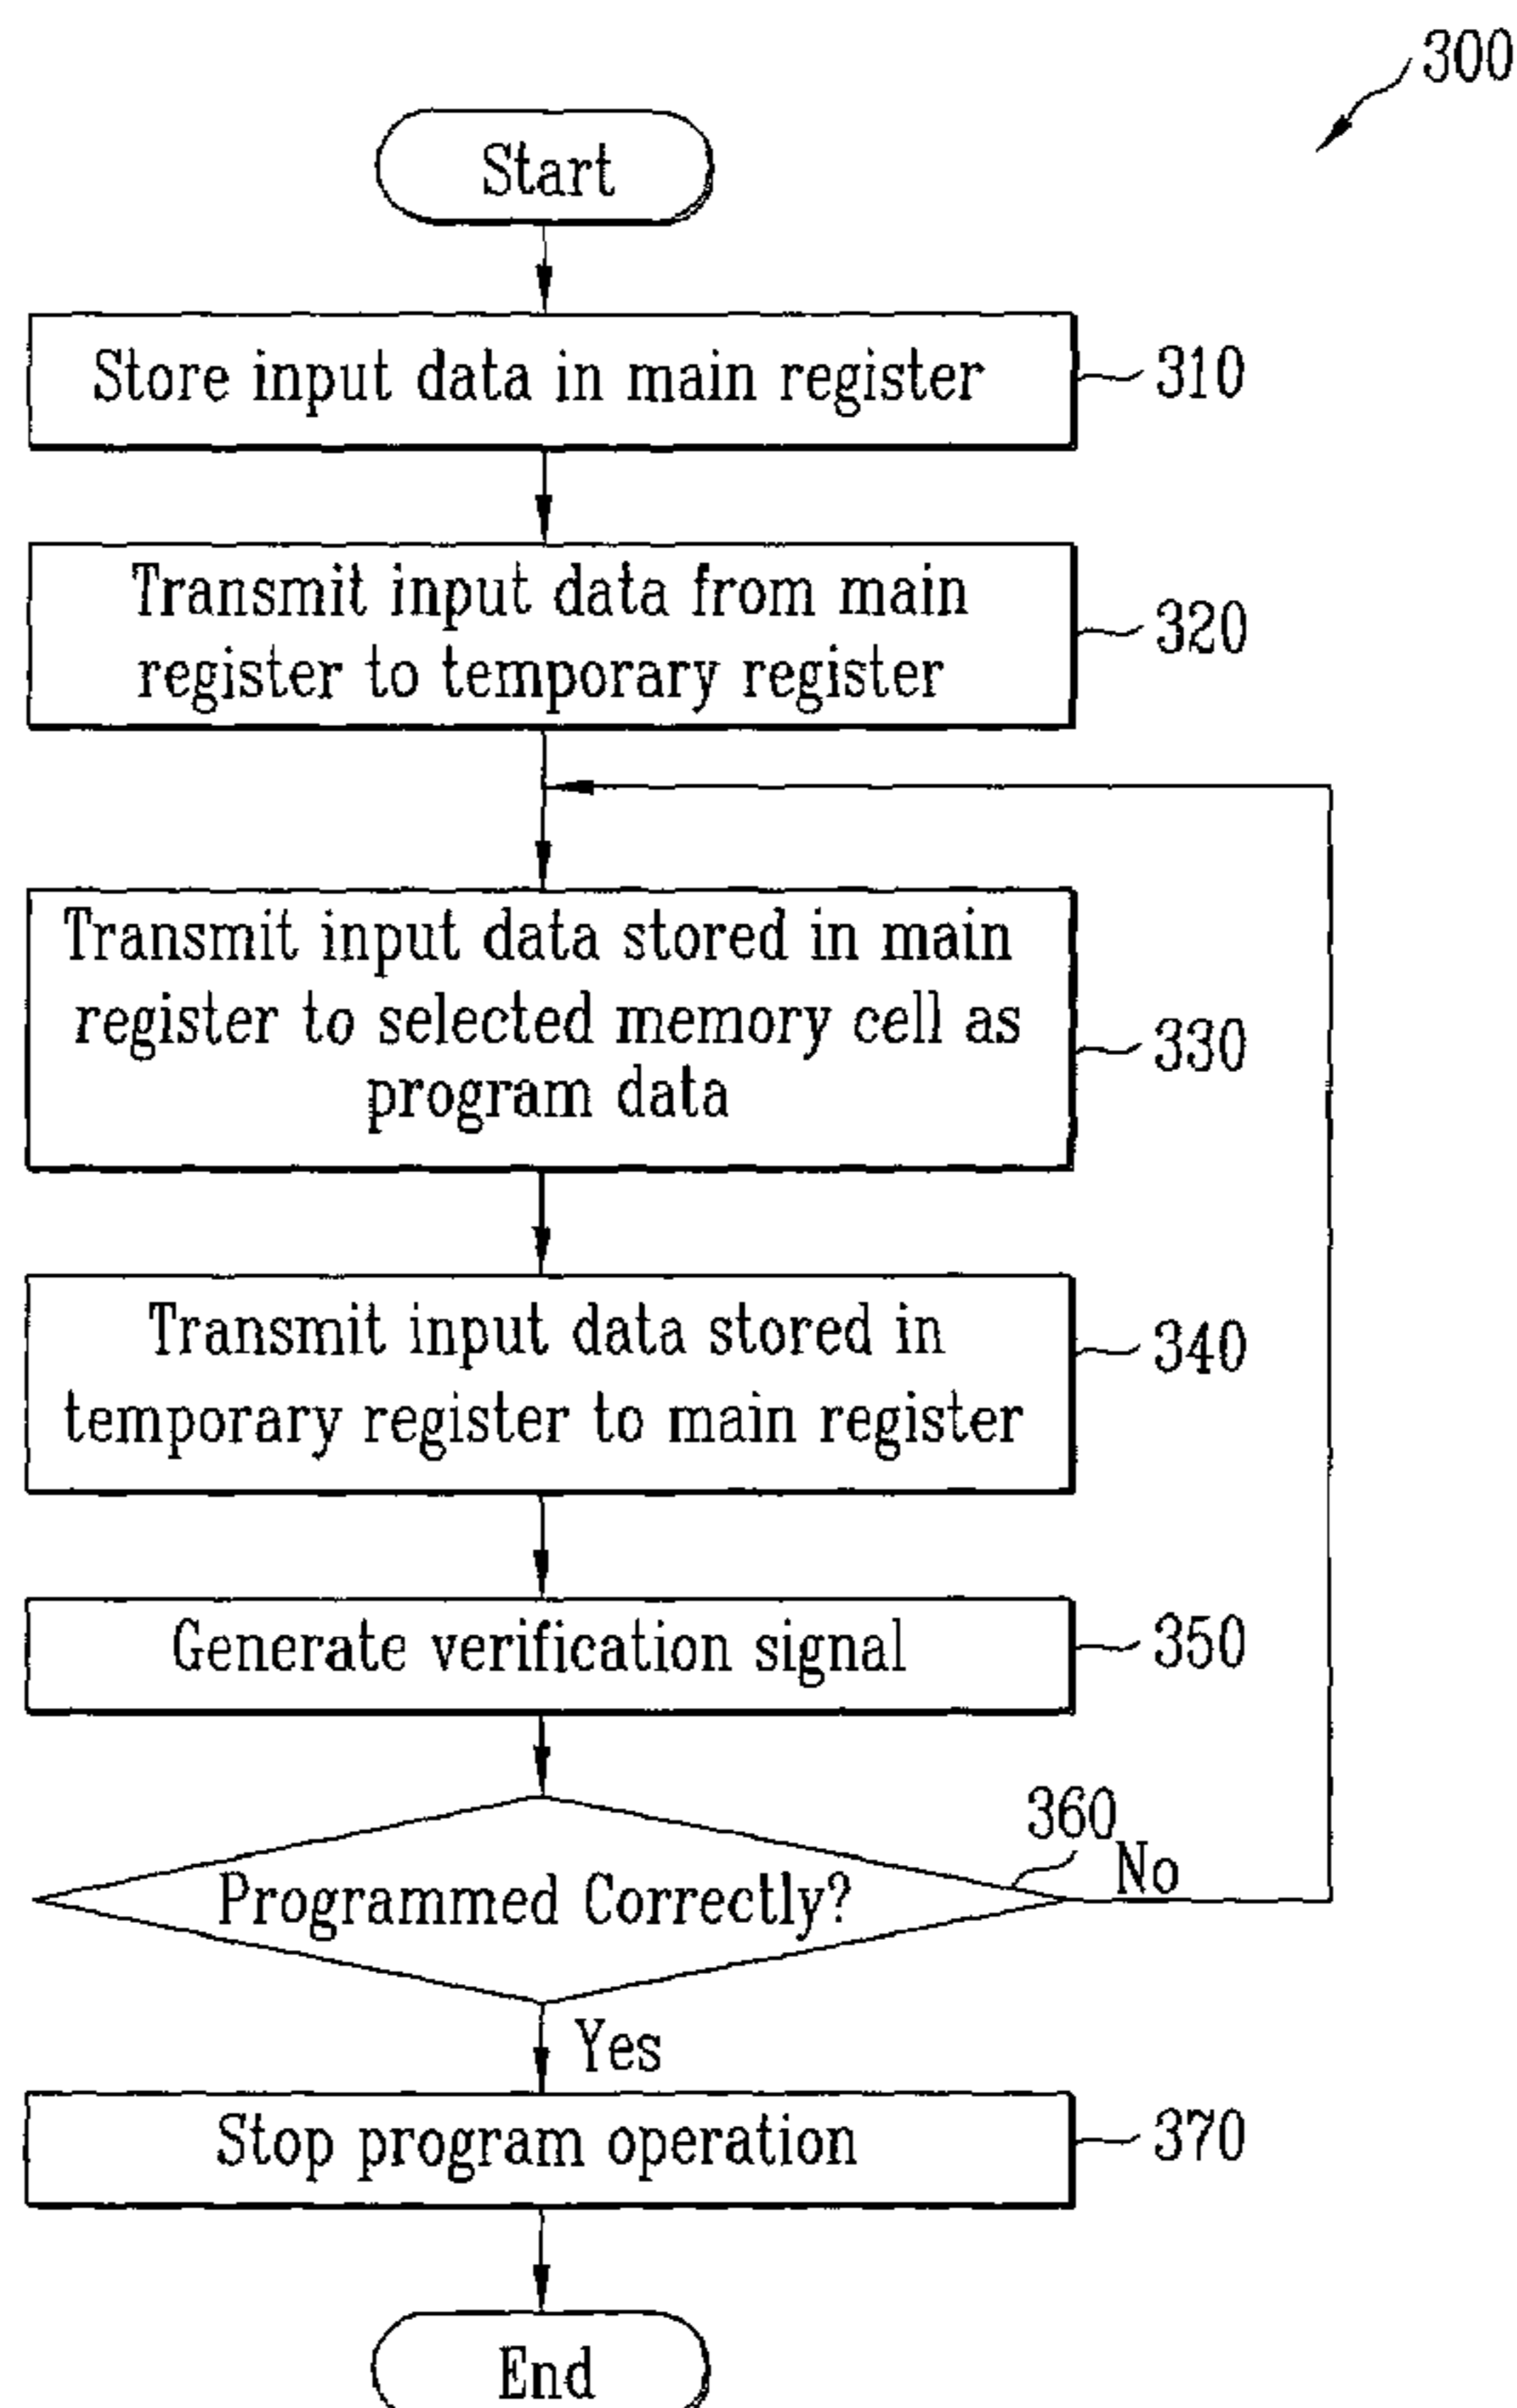 300
Start
Store input data in main register
310
Transmit input data from main
register to temporary register
320
Transmit input data stored in main
register to selected memory cell as
program data
330
Transmit input data stored in
temporary register to main register
340
Generate verification signal
350
360
Programmed Correctly?
No
Yes
Stop program operation
370
End